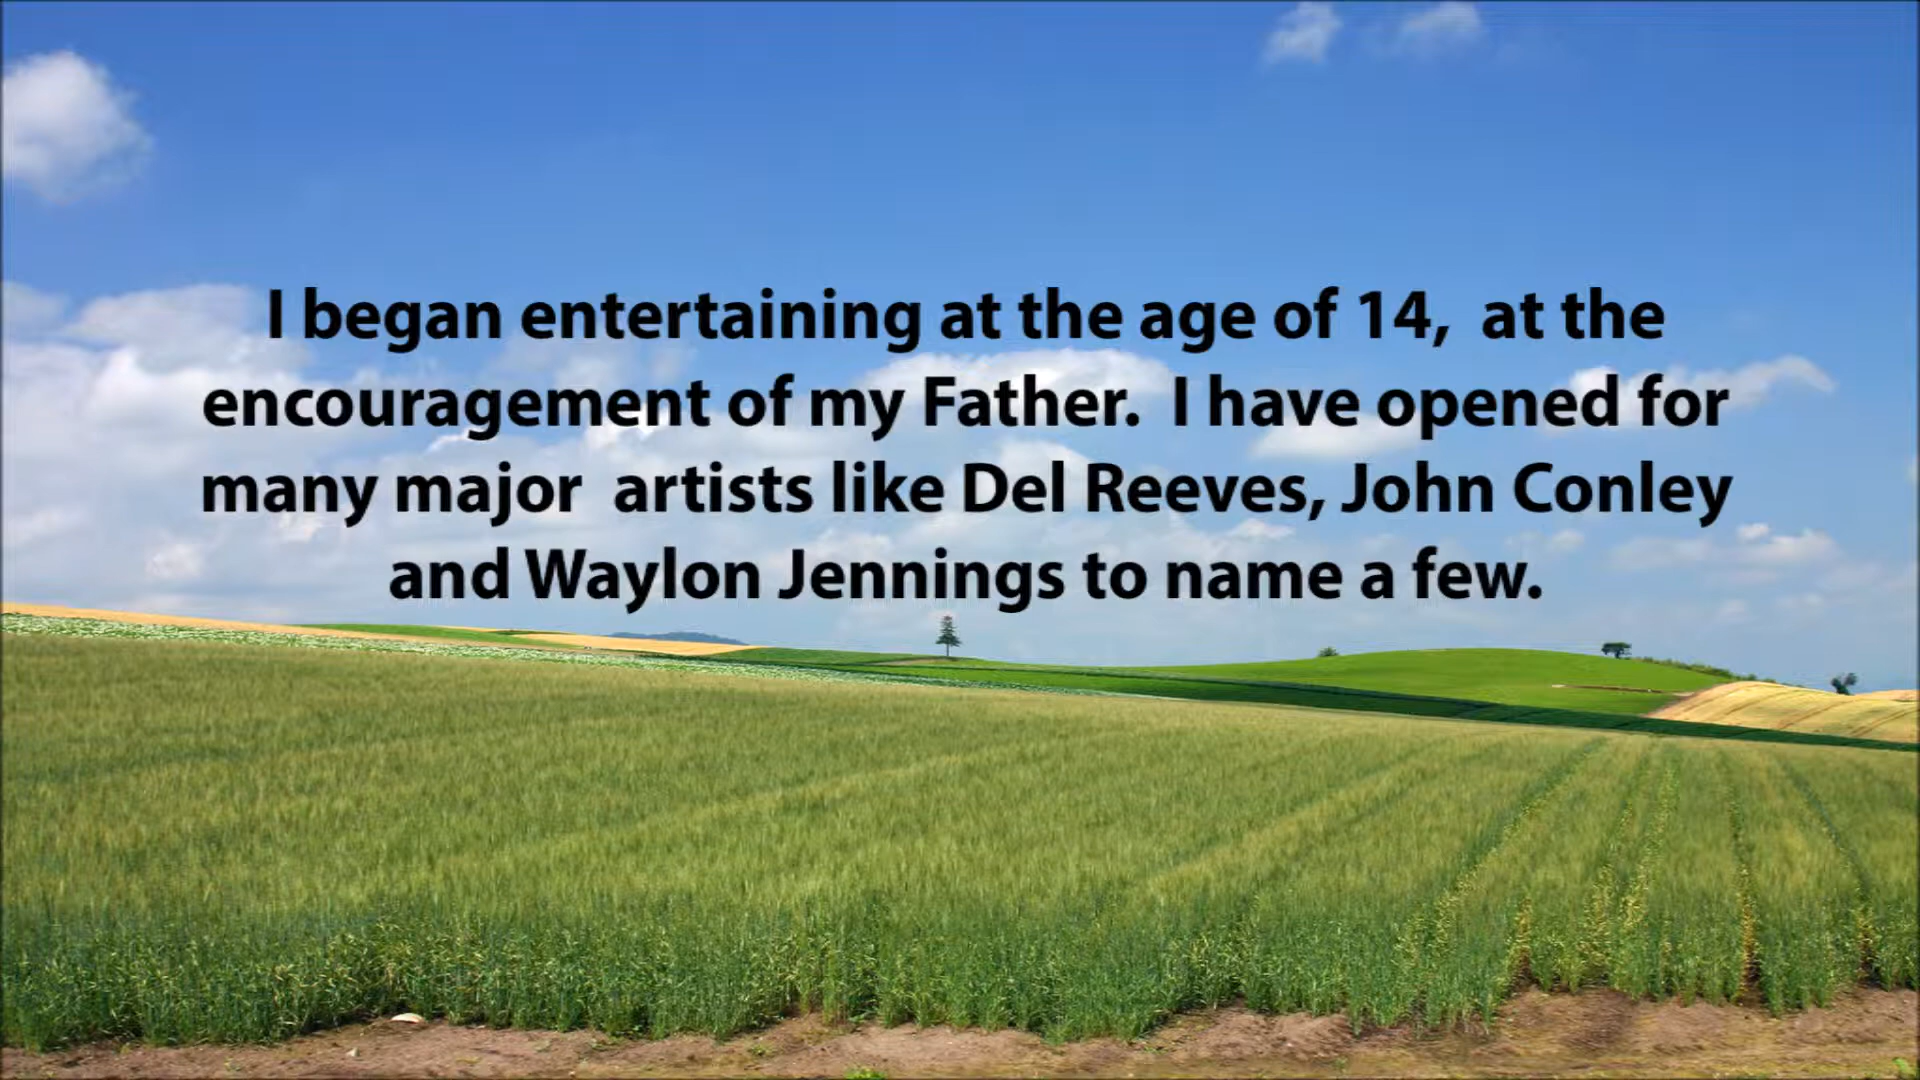 I began entertaining at the age of 14,  at the
encouragement of my Father.  I have opened for
many major  artists like Del Reeves, John Conley
and Waylon Jennings to name a few.